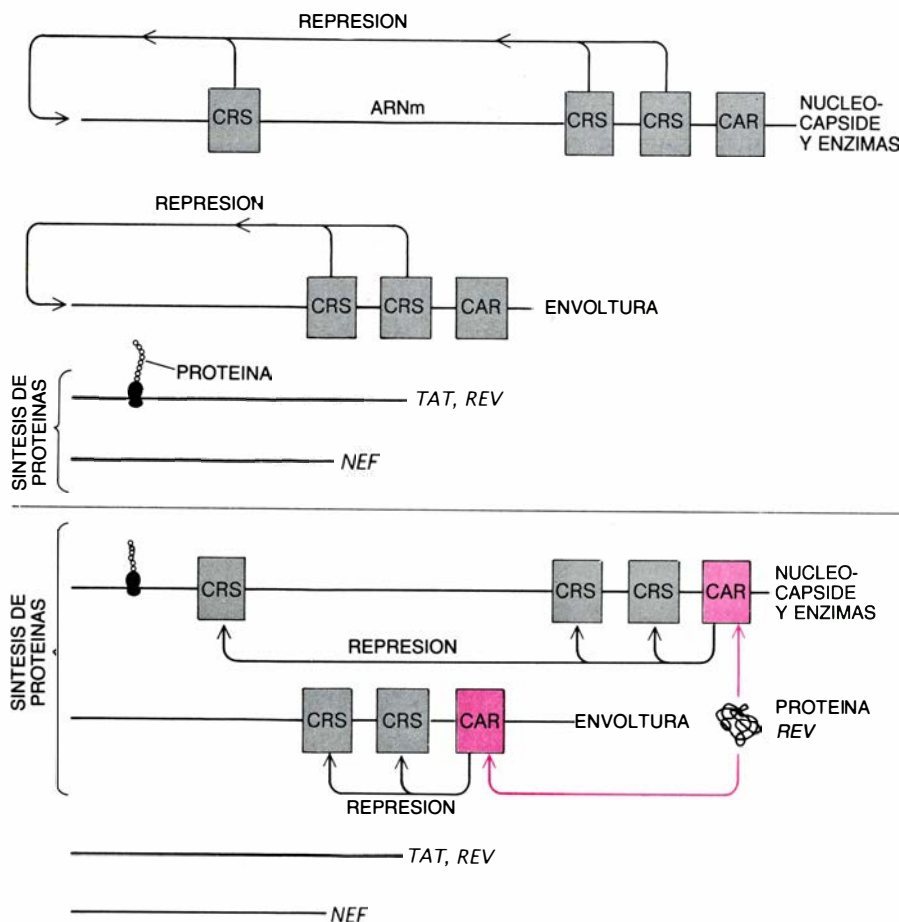 REPRESION
CRS
ARNm
CRS
CRS
CAR
NUCLEO-
CAPSIDE
Y ENZIMAS
REPRESION
CRS
CRS
CAR
ENVOLTURA
SINTESIS DE
PROTEINAS
PROTEINA
TAT, REV
NEF
SINTESIS DE
PROTEINAS
CRS
CRS
CRS
CAR
NUCLEO-
CAPSIDE
Y ENZIMAS
REPRESION
CRS
CRS
CAR
ENVOLTURA
PROTEINA
REV
REPRESION
TAT, REV
NEF